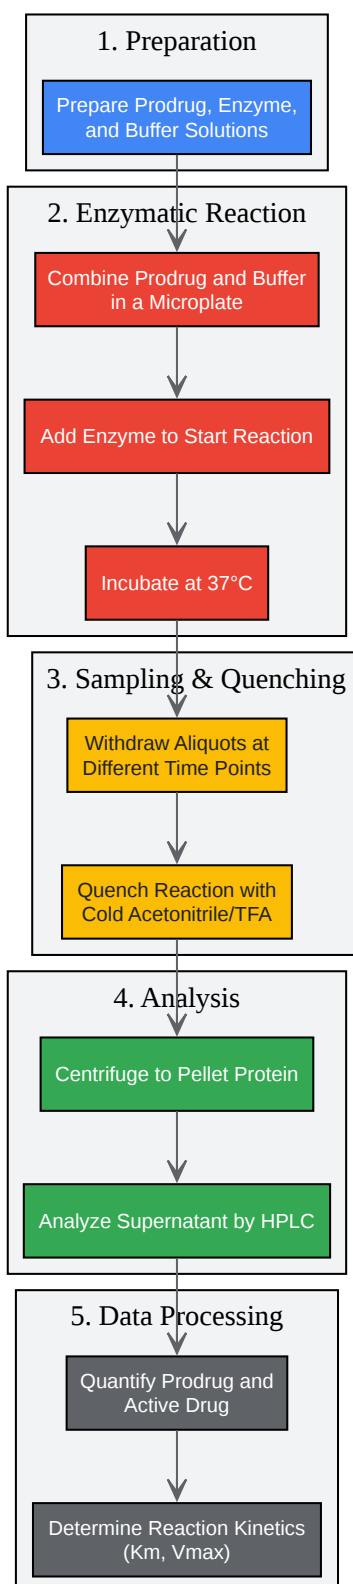 1. Preparation
Prepare Prodrug, Enzyme,
and Buffer Solutions
2. Enzymatic Reaction
Combine Prodrug and Buffer
in a Microplate
Add Enzyme to Start Reaction
Incubate at 37°C
3. Sampling & Quenching
Withdraw Aliquots at
Different Time Points
Quench Reaction with
Cold Acetonitrile/TFA
4. Analysis
Centrifuge to Pellet Protein
Analyze Supernatant by HPLC
5. Data Processing
Quantify Prodrug and
Active Drug
Determine Reaction Kinetics
(Km, Vmax)